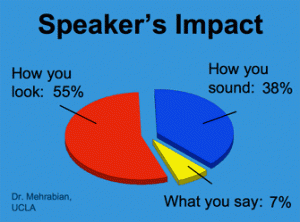 Speaker's Impact
How you
look: 55%
How you
sound: 38%
What you say: 7%
Dr. Mehrabian,
UCLA